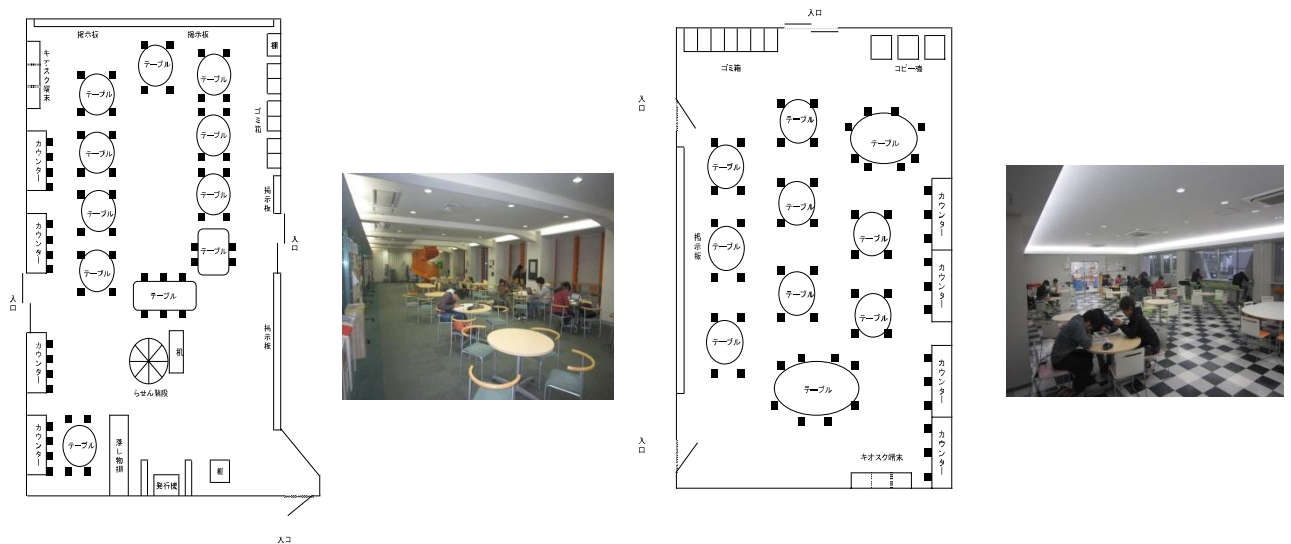 掲示板
掲示板
棚
キオスク端末
テーブル
テーブル
テーブル
ゴミ箱
テーブル
カウンター
テーブル
掲示板
テーブル
テーブル
カウンター
入口
テーブル
テーブル
入口
テーブル
掲示板
カウンター
机
らせん階段
カウンター
テーブル
落し物棚
発行機
棚
入口
入口
ゴミ箱
コピー機
入口
テーブル
テーブル
テーブル
テーブル
カウンター
掲示板
テーブル
テーブル
カウンター
テーブル
テーブル
テーブル
カウンター
テーブル
入口
カウンター
キオスク端末